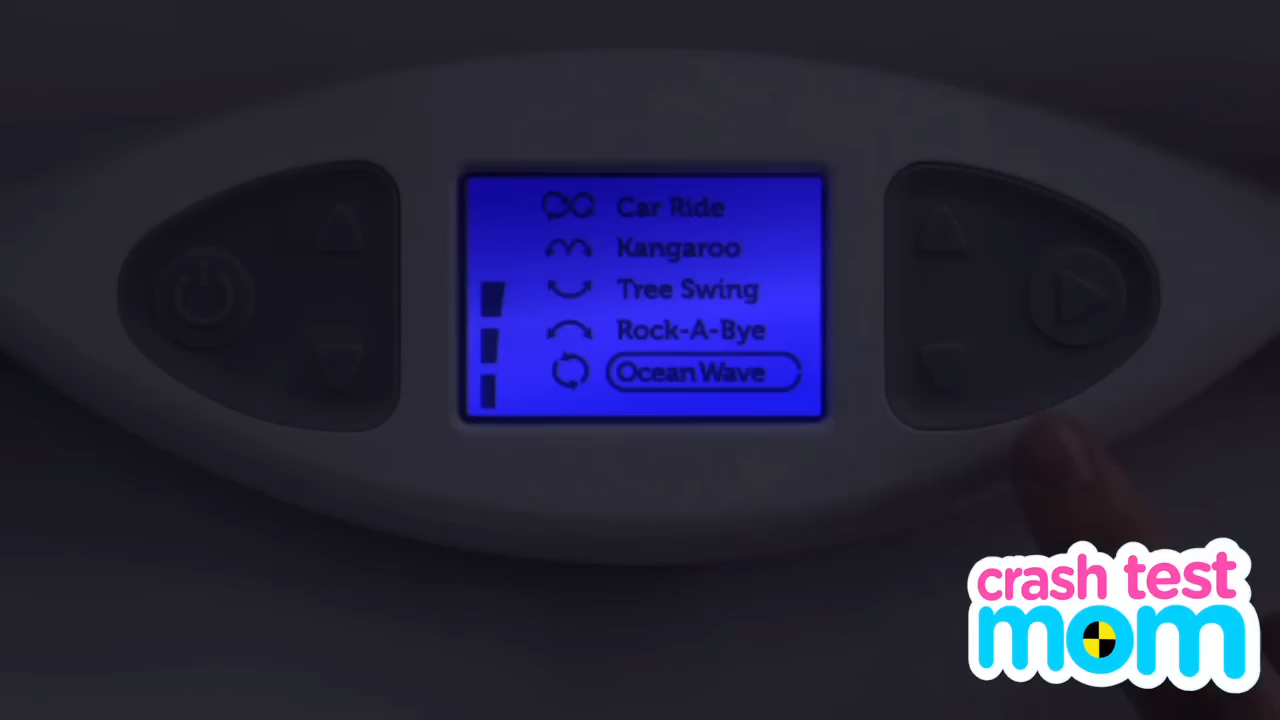 Car Ride
Kangaroo
Tree Swing
Rock-A-Bye
Ocean Wave
crash test
mom